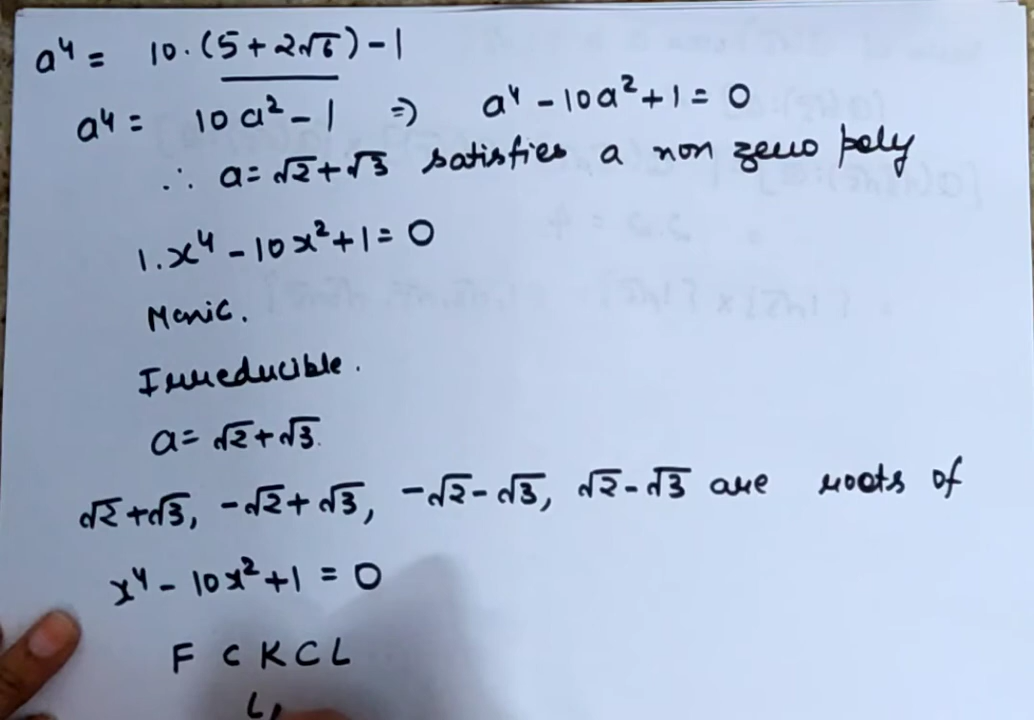 a⁴ = 10.(5+2√6)-1
a⁴ = 10a²-1 ⇒ a⁴-10a²+1=0
∴ a=√2+√3 satisfies a non zero poly
1.x⁴-10x²+1=0
Monic.
Irreducible.
a=√2+√3.
√2+√3, -√2+√3, -√2-√3, √2-√3 are roots of
x⁴-10x²+1=0
F ⊂ K ⊂ L